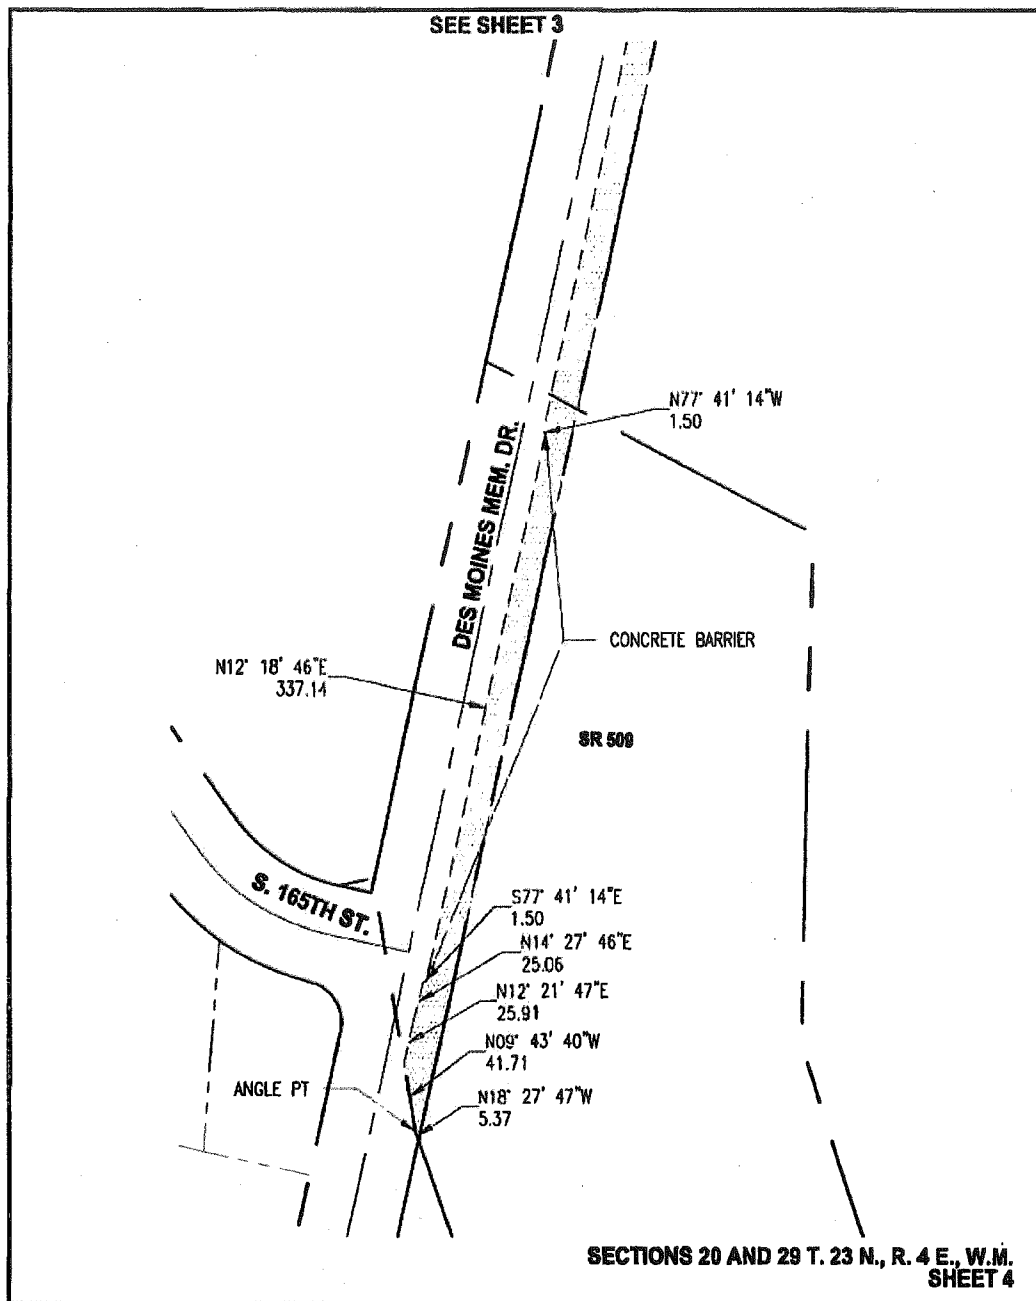 SEE SHEET 3
N77° 41' 14"W
1.50
DES MOINES MEM. DR.
CONCRETE BARRIER
N12° 18' 46"E
337.14
SR 509
S. 165TH ST.
S77° 41' 14"E
1.50
N14° 27' 46"E
25.06
N12° 21' 47"E
25.91
N09° 43' 40"W
41.71
ANGLE PT
N18° 27' 47"W
5.37
SECTIONS 20 AND 29 T. 23 N., R. 4 E., W.M.
SHEET 4